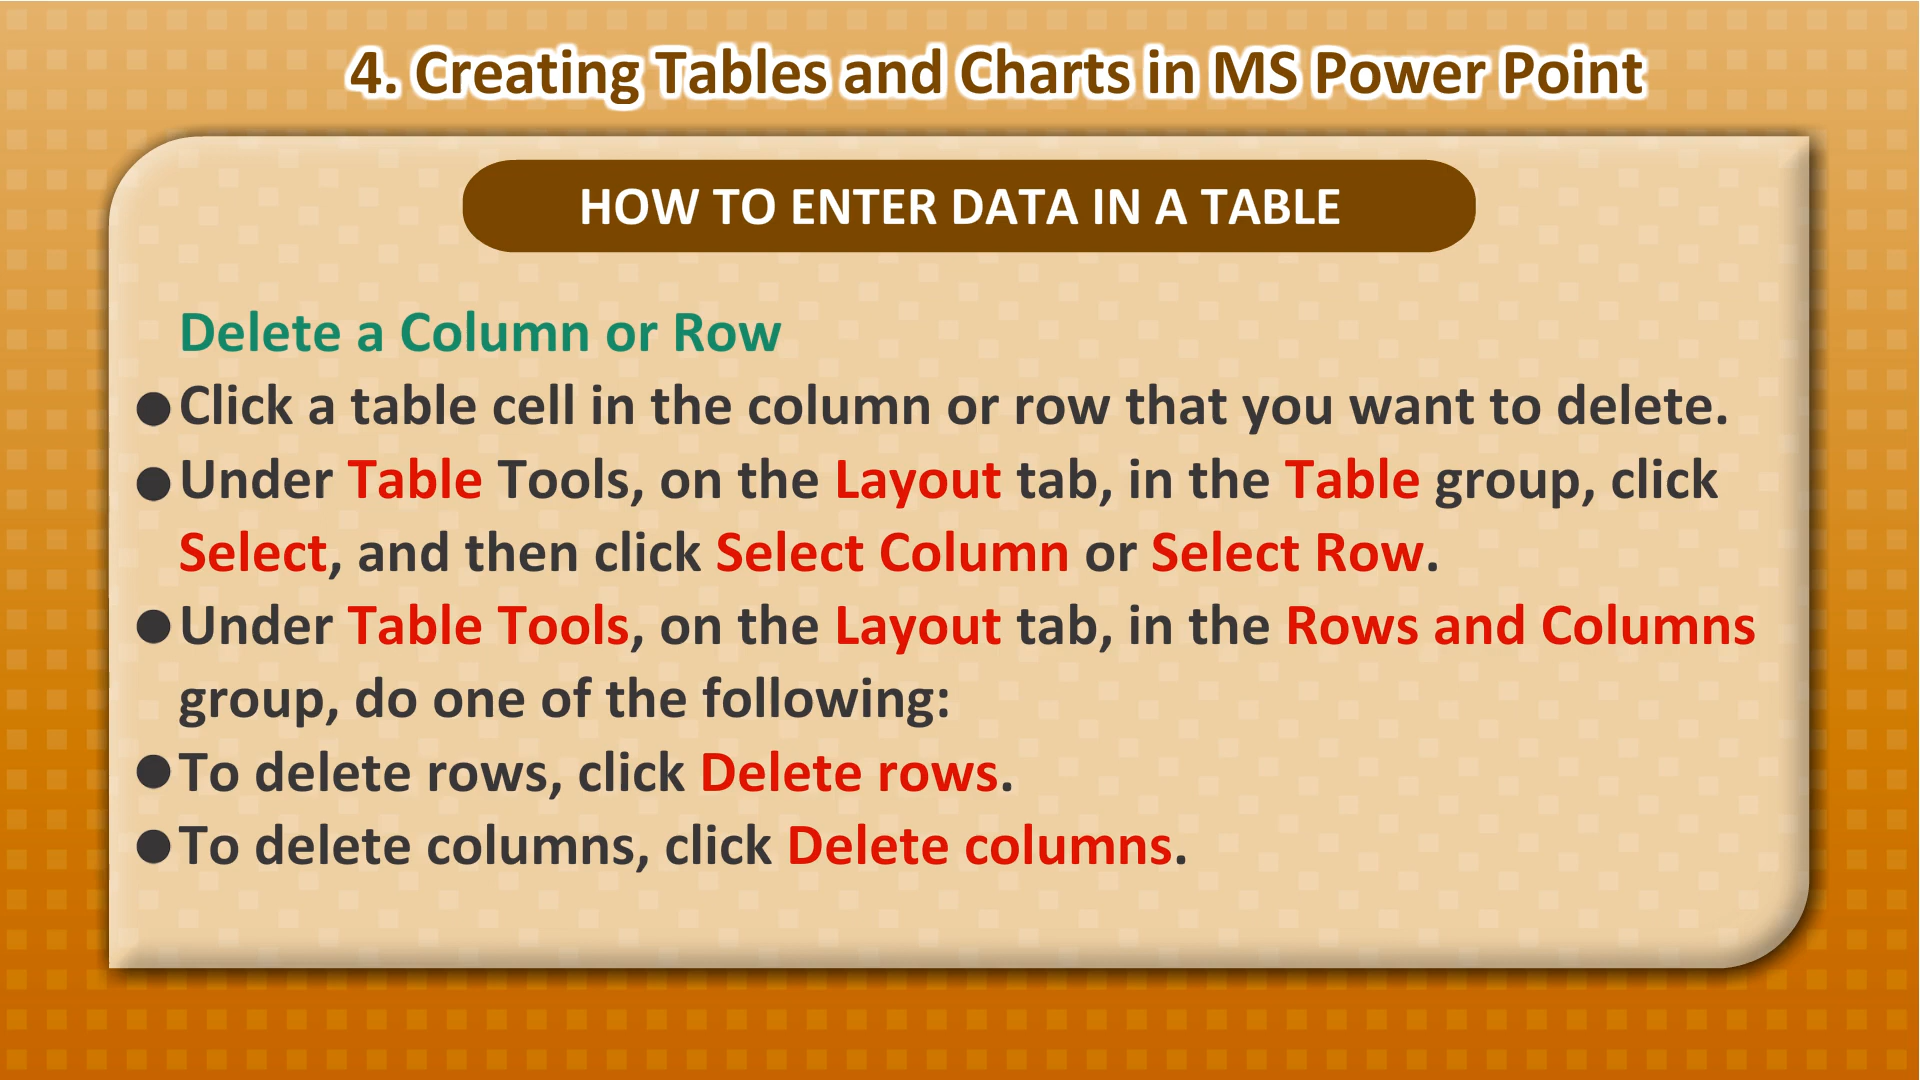 4. Creating Tables and Charts in MS Power Point
HOW TO ENTER DATA IN A TABLE
Delete a Column or Row
● Click a table cell in the column or row that you want to delete.
● Under Table Tools, on the Layout tab, in the Table group, click
Select, and then click Select Column or Select Row.
● Under Table Tools, on the Layout tab, in the Rows and Columns
group, do one of the following:
● To delete rows, click Delete rows.
● To delete columns, click Delete columns.